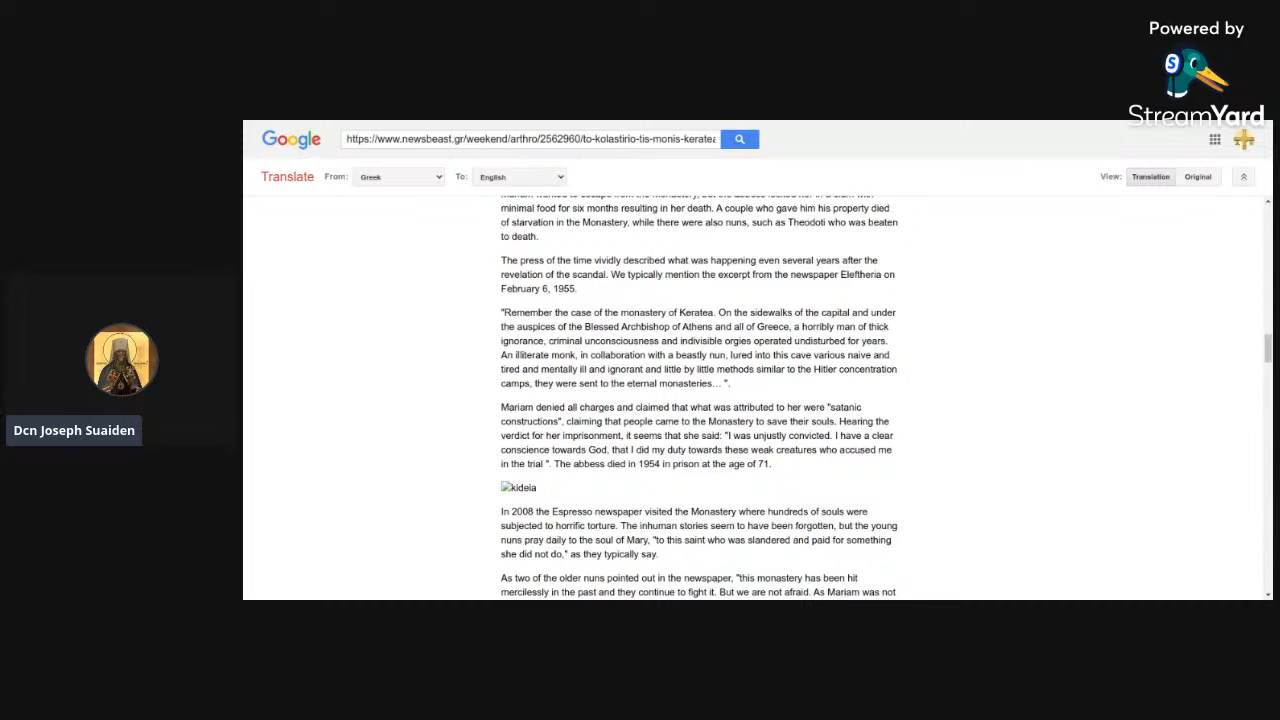 Powered by
StreamYard
Google
https://www.newsbeast.gr/weekend/arthro/2562960/to-kolastirio-tis-monis-keratea
Translate From: Greek To: English View: Translation Original
minimal food for six months resulting in her death. A couple who gave him his property died
of starvation in the Monastery, while there were also nuns, such as Theodoti who was beaten
to death.
The press of the time vividly described what was happening even several years after the
revelation of the scandal. We typically mention the excerpt from the newspaper Eleftheria on
February 6, 1955.
"Remember the case of the monastery of Keratea. On the sidewalks of the capital and under
the auspices of the Blessed Archbishop of Athens and all of Greece, a horribly man of thick
ignorance, criminal unconsciousness and indivisible orgies operated undisturbed for years.
An illiterate monk, in collaboration with a beastly nun, lured into this cave various naive and
tired and mentally ill and ignorant and little by little methods similar to the Hitler concentration
camps, they were sent to the eternal monasteries… ".
Mariam denied all charges and claimed that what was attributed to her were "satanic
constructions", claiming that people came to the Monastery to save their souls. Hearing the
verdict for her imprisonment, it seems that she said: "I was unjustly convicted. I have a clear
conscience towards God, that I did my duty towards these weak creatures who accused me
in the trial ". The abbess died in 1954 in prison at the age of 71.
kideia
In 2008 the Espresso newspaper visited the Monastery where hundreds of souls were
subjected to horrific torture. The inhuman stories seem to have been forgotten, but the young
nuns pray daily to the soul of Mary, "to this saint who was slandered and paid for something
she did not do," as they typically say.
As two of the older nuns pointed out in the newspaper, "this monastery has been hit
mercilessly in the past and they continue to fight it. But we are not afraid. As Mariam was not
Dcn Joseph Suaiden